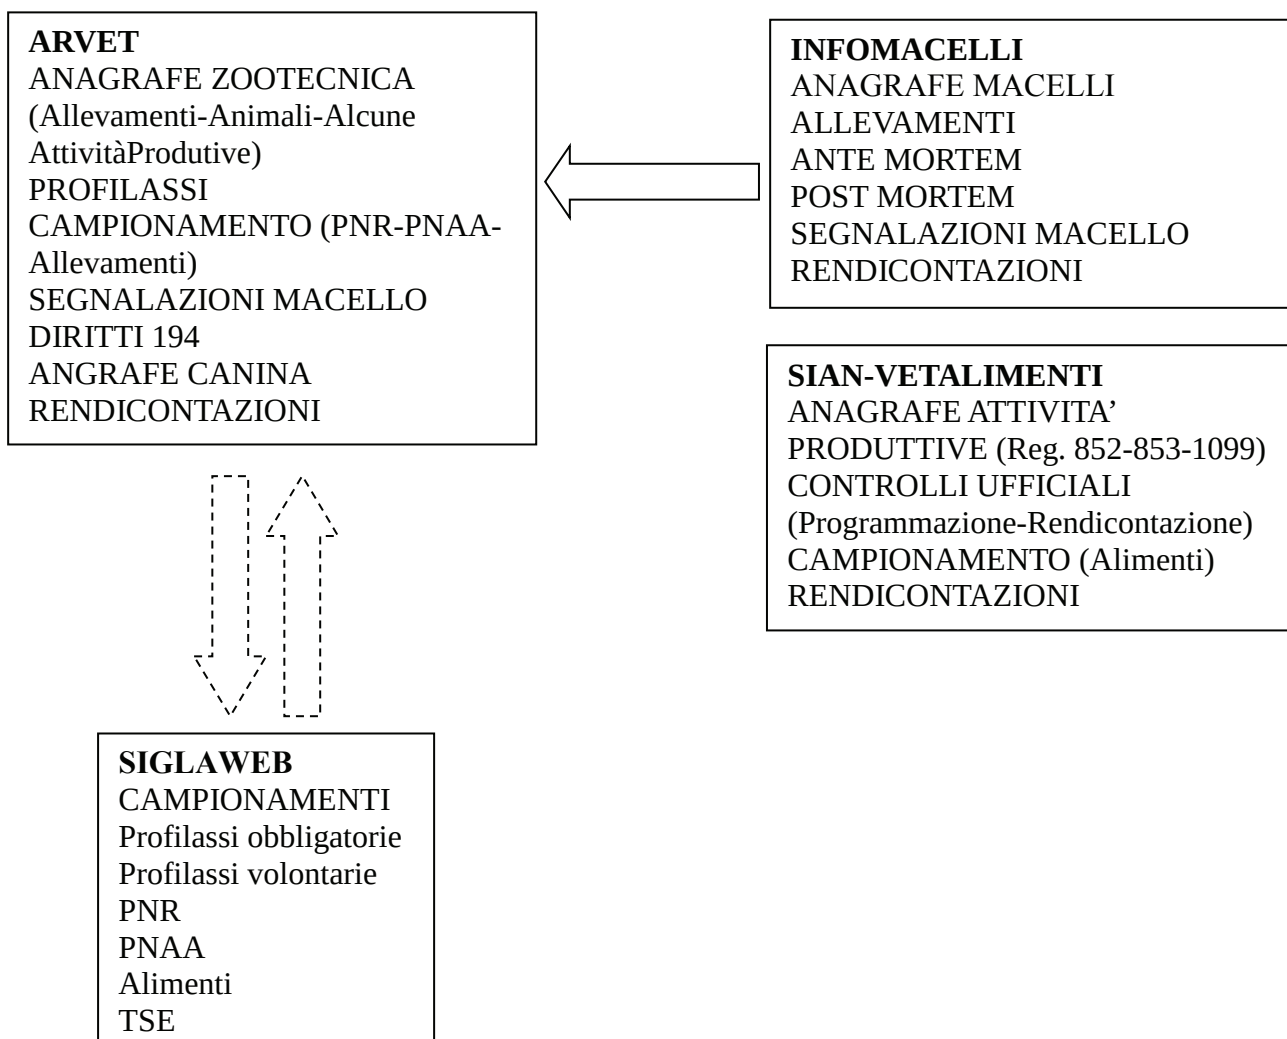 ARVET
ANAGRAFE ZOOTECNICA
(Allevamenti-Animali-Alcune
AttivitàProdutive)
PROFILASSI
CAMPIONAMENTO (PNR-PNAA-
Allevamenti)
SEGNALAZIONI MACELLO
DIRITTI 194
ANGRAFE CANINA
RENDICONTAZIONI
INFOMACELLI
ANAGRAFE MACELLI
ALLEVAMENTI
ANTE MORTEM
POST MORTEM
SEGNALAZIONI MACELLO
RENDICONTAZIONI
SIAN-VETALIMENTI
ANAGRAFE ATTIVITA’
PRODUTTIVE (Reg. 852-853-1099)
CONTROLLI UFFICIALI
(Programmazione-Rendicontazione)
CAMPIONAMENTO (Alimenti)
RENDICONTAZIONI
SIGLAWEB
CAMPIONAMENTI
Profilassi obbligatorie
Profilassi volontarie
PNR
PNAA
Alimenti
TSE